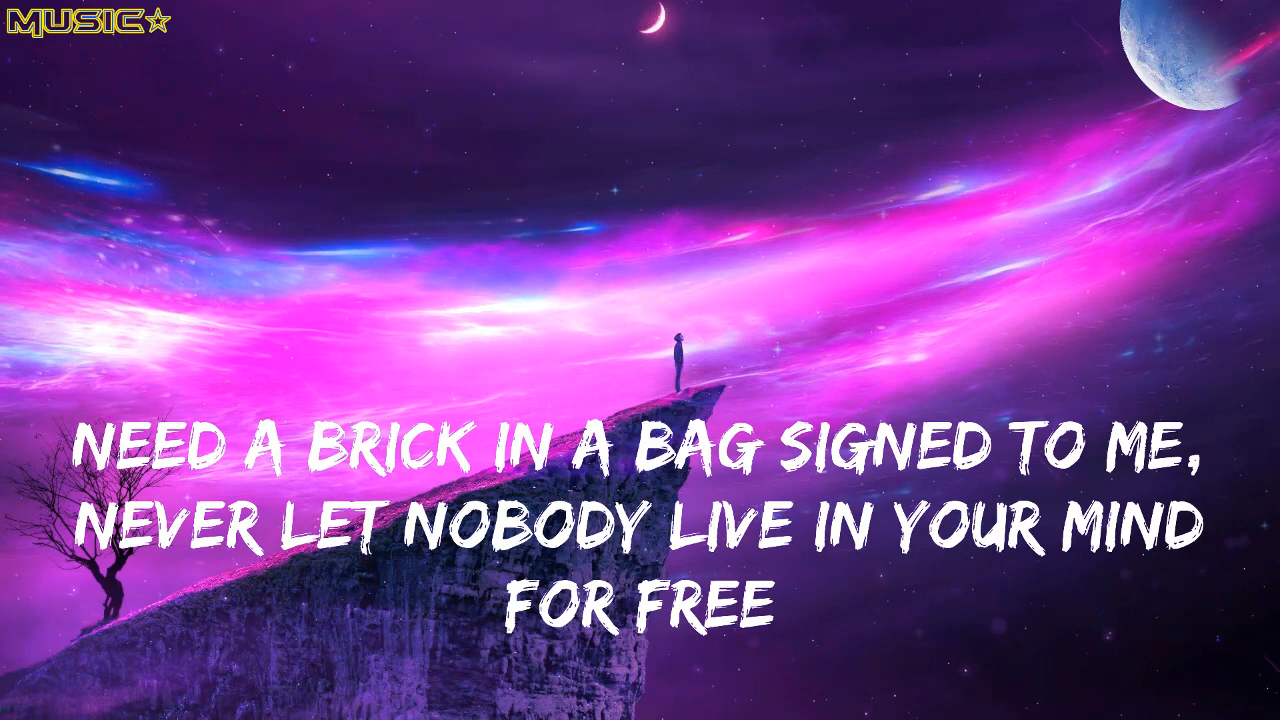 MUSIC☆
NEED A BRICK IN A BAG SIGNED TO ME,
NEVER LET NOBODY LIVE IN YOUR MIND
FOR FREE